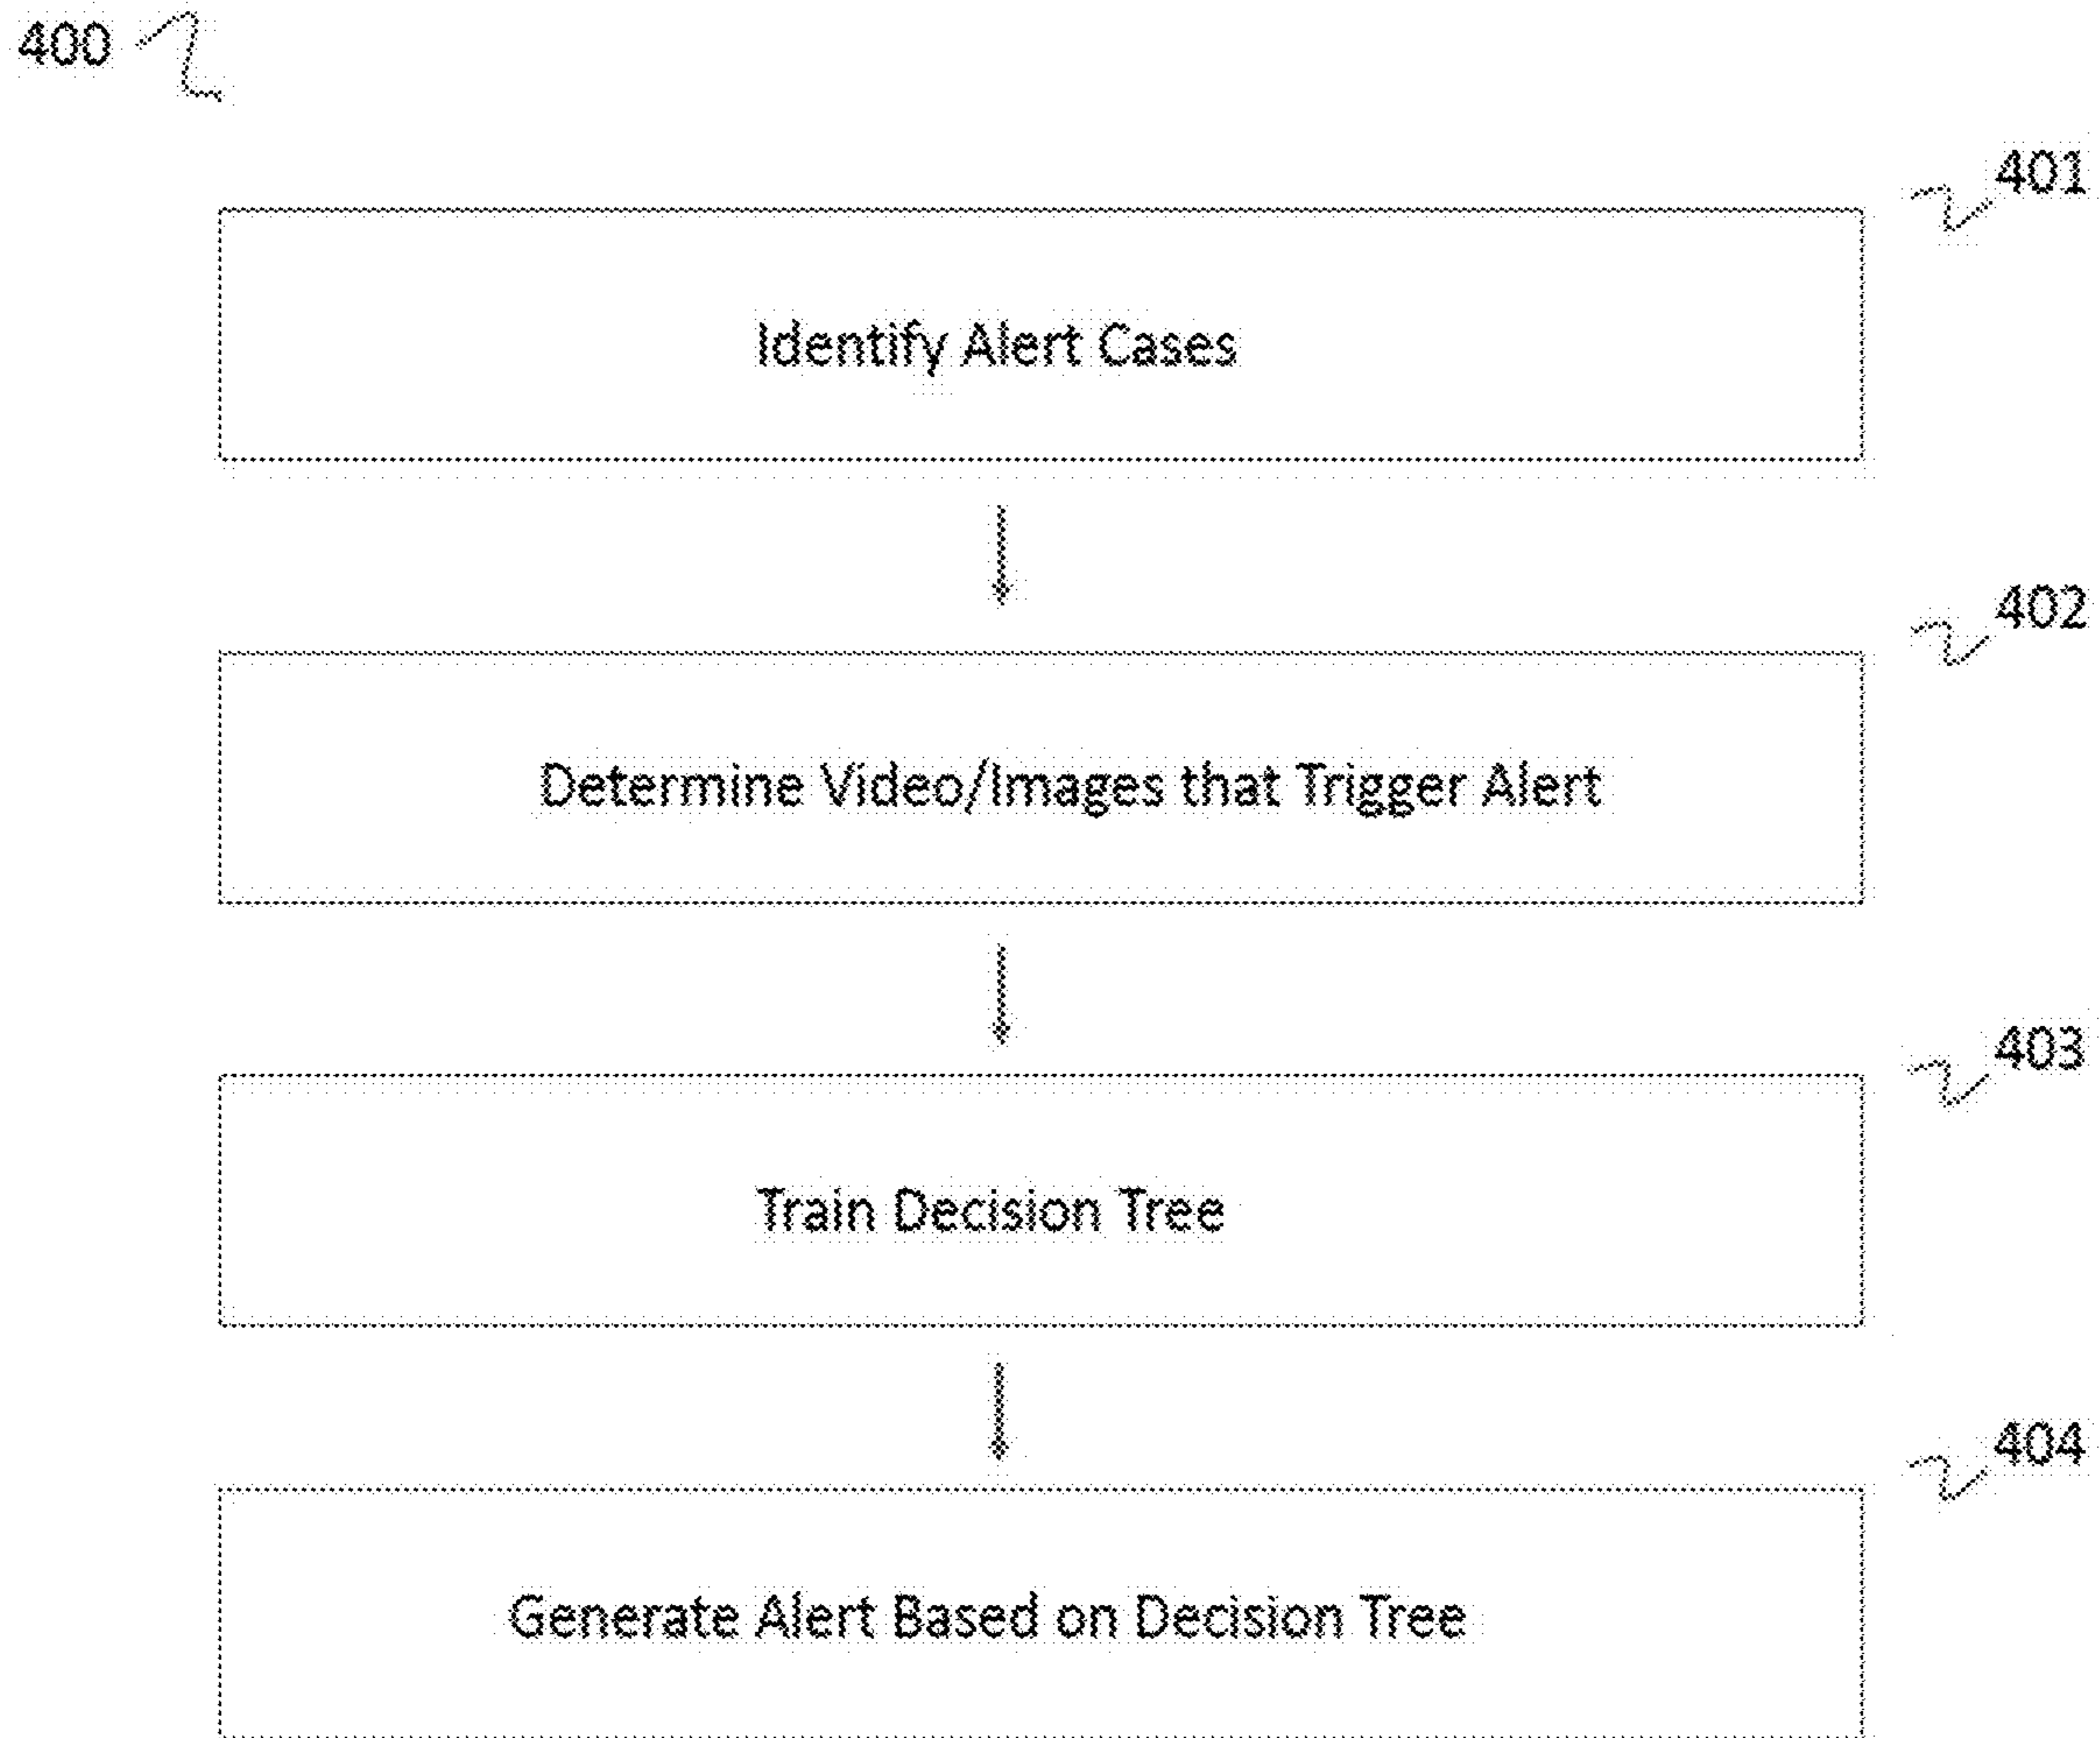 400
401
Identify Alert Cases
402
Determine Video/Images that Trigger Alert
403
Train Decision Tree
404
Generate Alert Based on Decision Tree